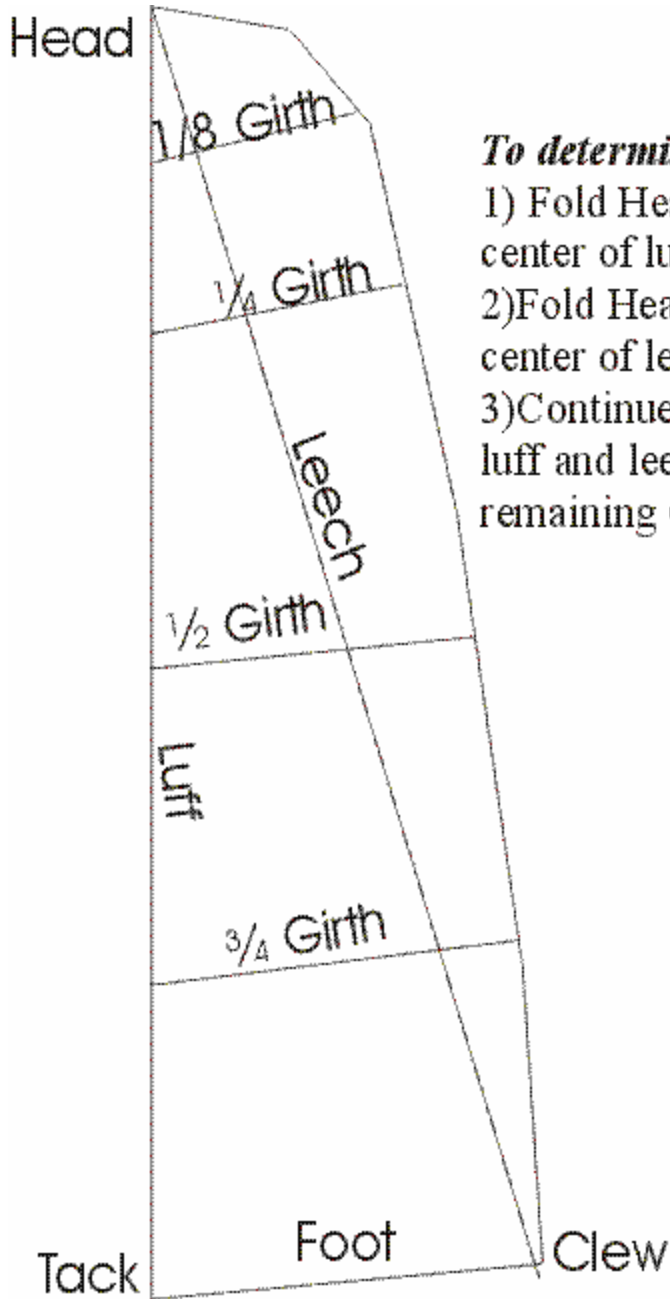 Head
1/8 Girth
1/4 Girth
Leech
1/2 Girth
Luff
3/4 Girth
Foot
Tack
Clew
To determi
1) Fold He
center of lu
2)Fold Hea
center of le
3)Continue
luff and lee
remaining